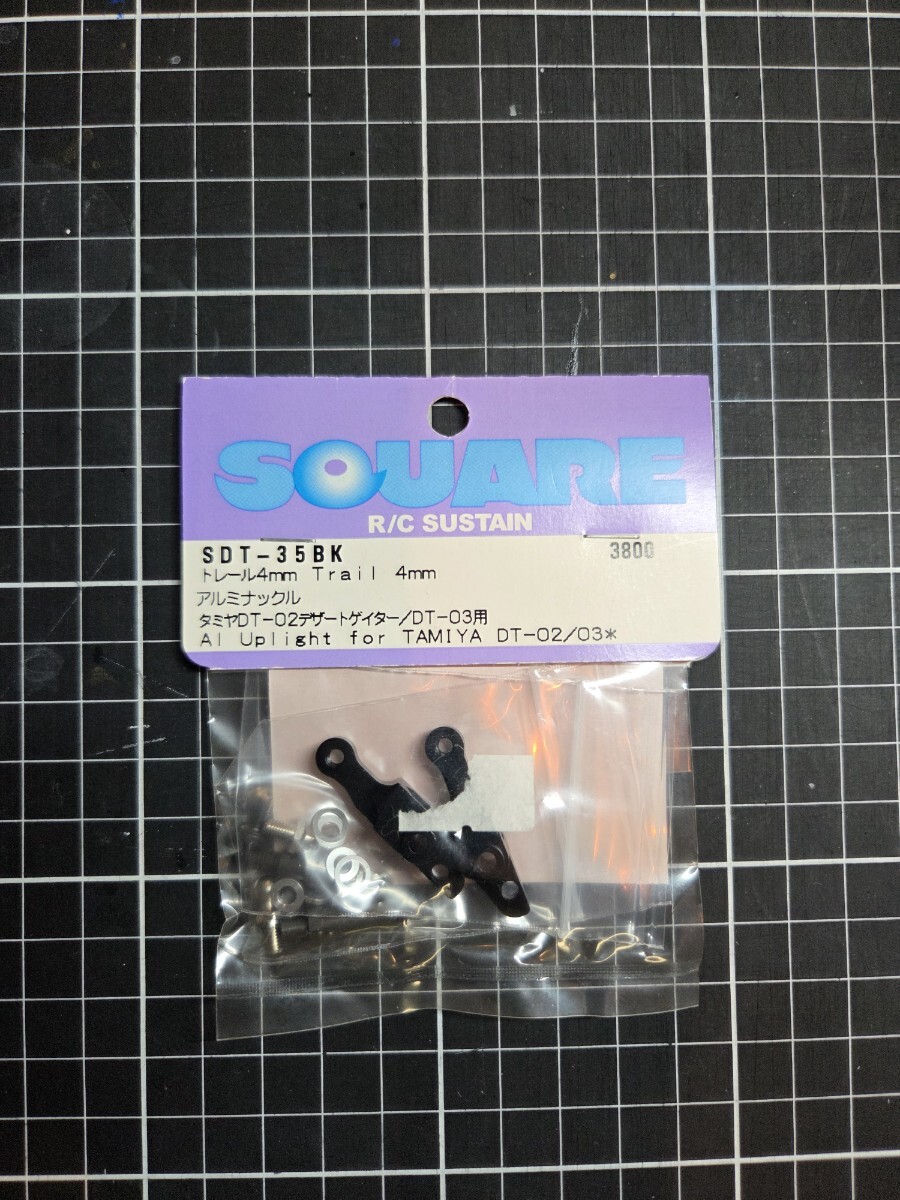 SQUARE
R/C SUSTAIN
SDT-35BK 3800
トレール4mm Trail 4mm
アルミナックル
タミヤDT-02デザートゲイター/DT-03用
Al Uplight for TAMIYA DT-02/03*